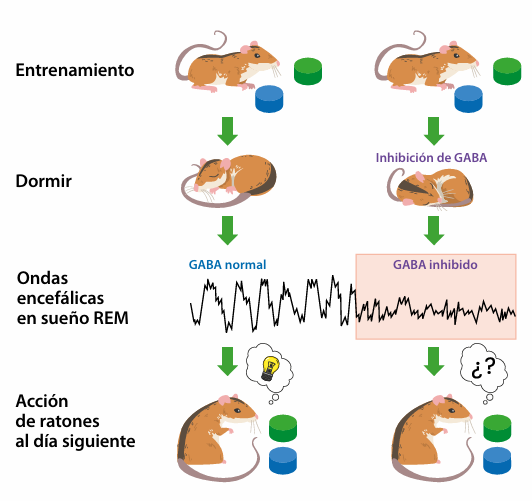 Entrenamiento
Inhibición de GABA
Dormir
GABA normal
GABA inhibido
Ondas
encefálicas
en sueño REM
¿?
Acción
de ratones
al día siguiente